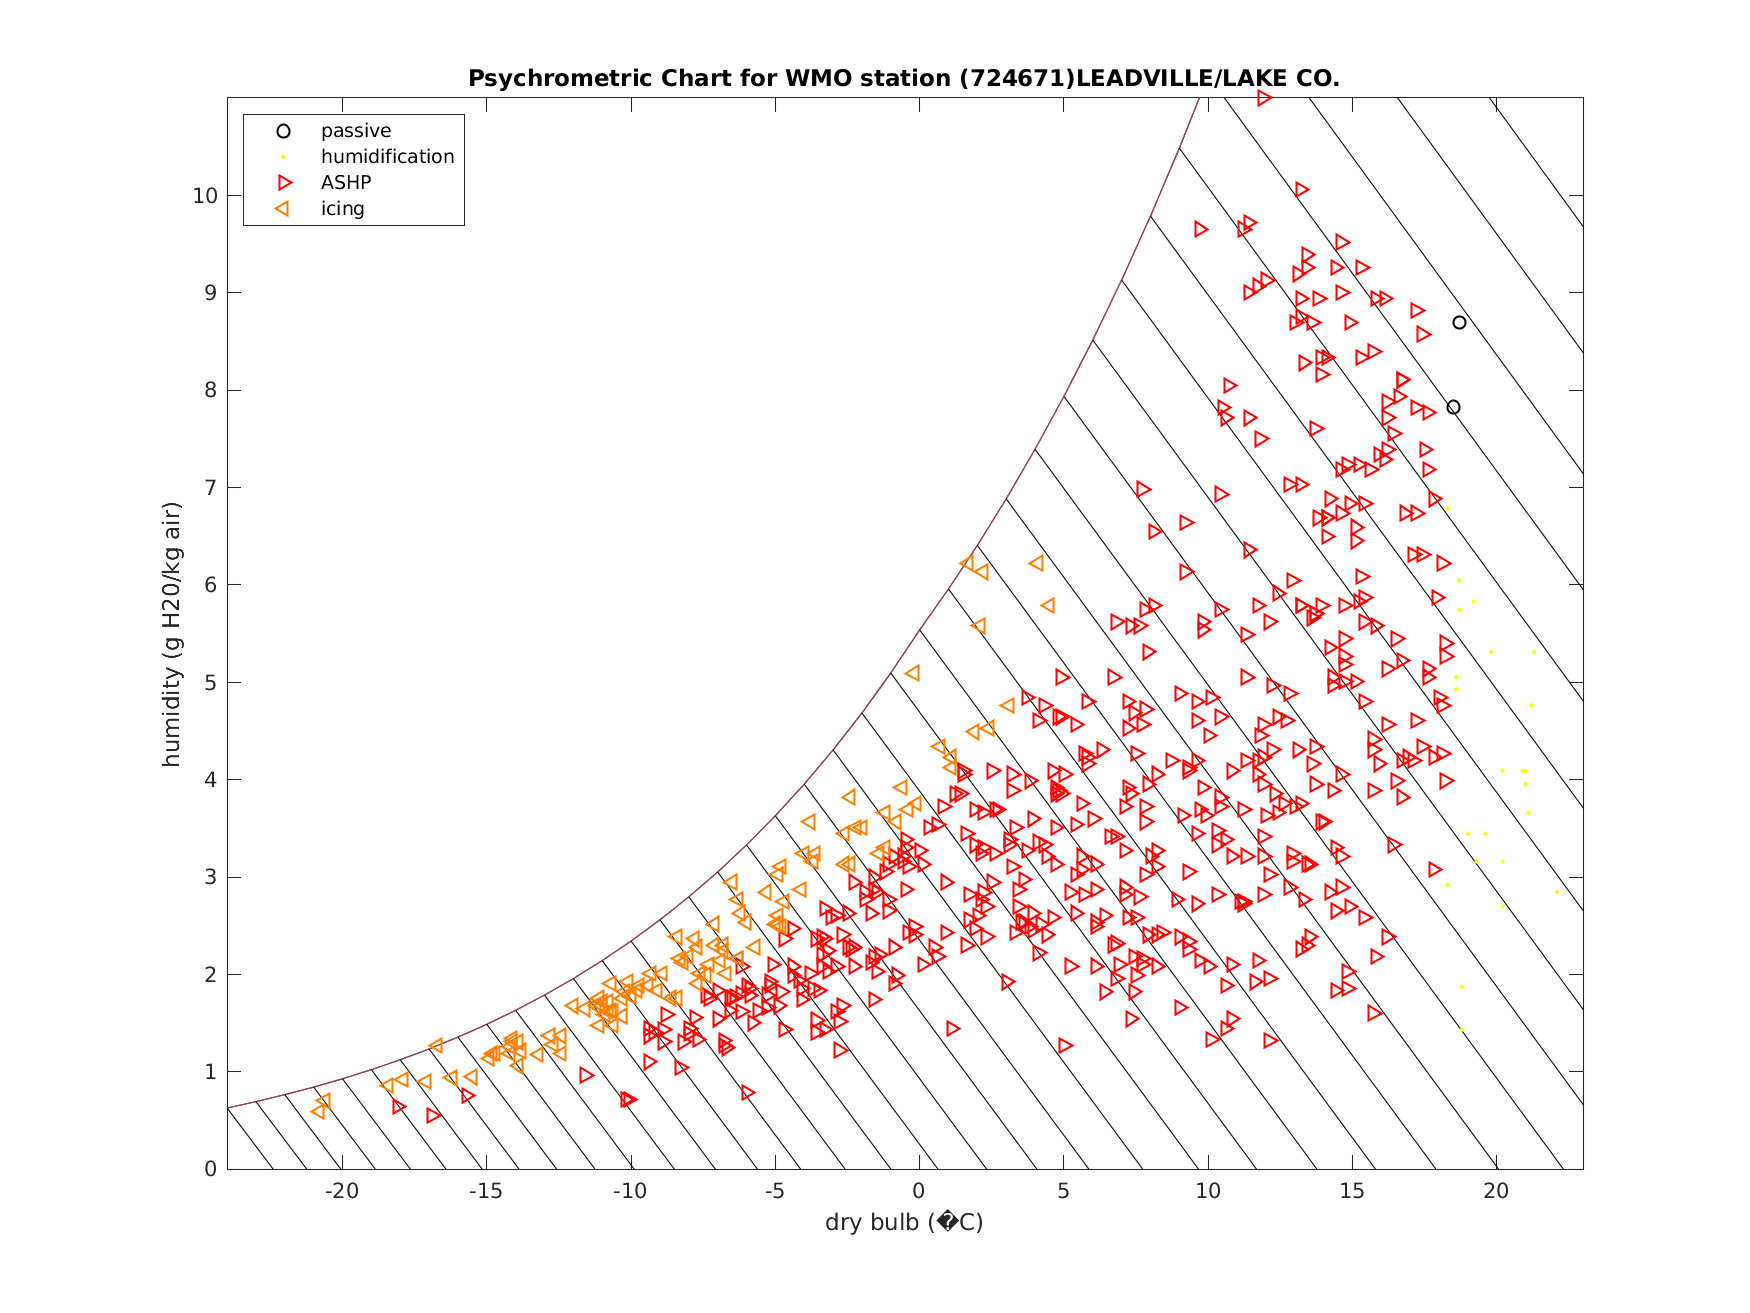 Psychrometric Chart for WMO station (724671)LEADVILLE/LAKE CO.
passive
humidification
ASHP
icing
10
9
8
7
6
5
4
3
2
1
0
humidity (g H20/kg air)
-20 -15 -10 -5 0 5 10 15 20
dry bulb (�C)